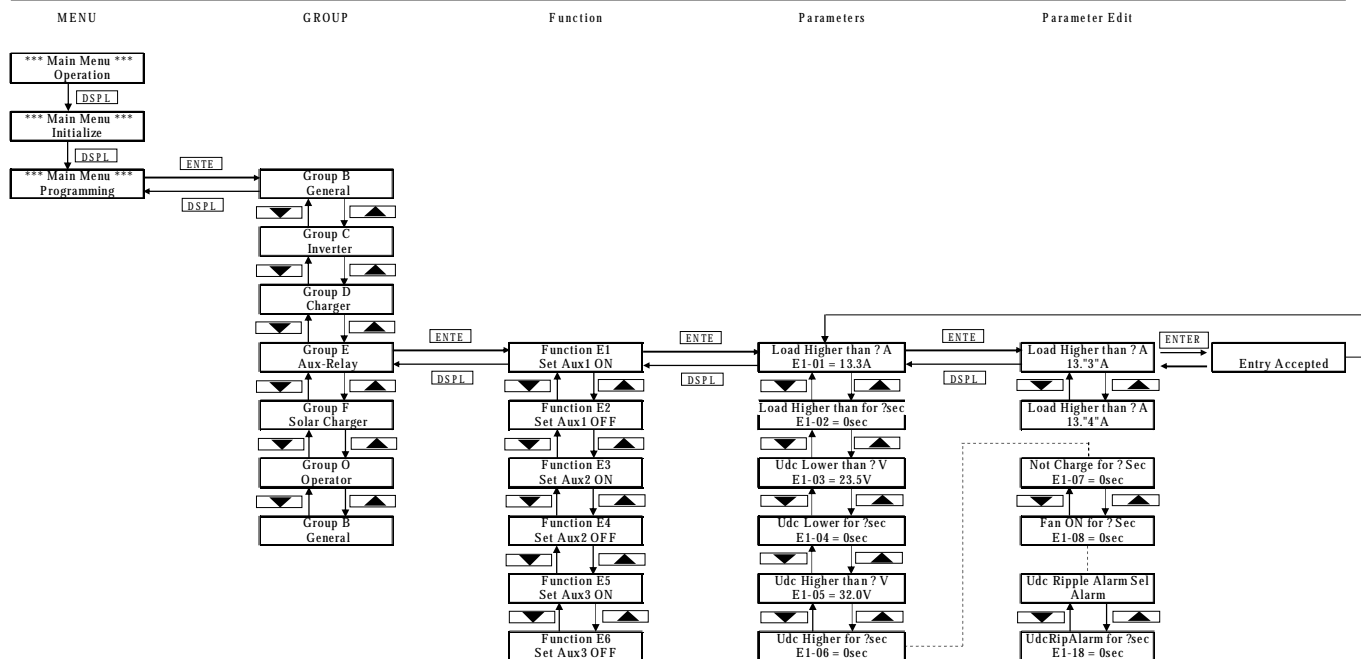 MENU
GROUP
Function
Parameters
Parameter Edit
*** Main Menu ***
Operation
DSPL
*** Main Menu ***
Initialize
DSPL
*** Main Menu ***
Programming
ENTE
DSPL
Group B
General
Group C
Inverter
Group D
Charger
Group E
Aux-Relay
Group F
Solar Charger
Group O
Operator
Group B
General
ENTE
DSPL
Function E1
Set Aux1 ON
Function E2
Set Aux1 OFF
Function E3
Set Aux2 ON
Function E4
Set Aux2 OFF
Function E5
Set Aux3 ON
Function E6
Set Aux3 OFF
ENTE
DSPL
Load Higher than ? A
E1-01 = 13.3A
Load Higher than for ?sec
E1-02 = 0sec
Udc Lower than ? V
E1-03 = 23.5V
Udc Lower for ?sec
E1-04 = 0sec
Udc Higher than ? V
E1-05 = 32.0V
Udc Higher for ?sec
E1-06 = 0sec
ENTE
DSPL
Load Higher than ? A
13."3"A
Load Higher than ? A
13."4"A
Not Charge for ? Sec
E1-07 = 0sec
Fan ON for ? Sec
E1-08 = 0sec
Udc Ripple Alarm Sel
Alarm
UdcRipAlarm for ?sec
E1-18 = 0sec
ENTER
Entry Accepted